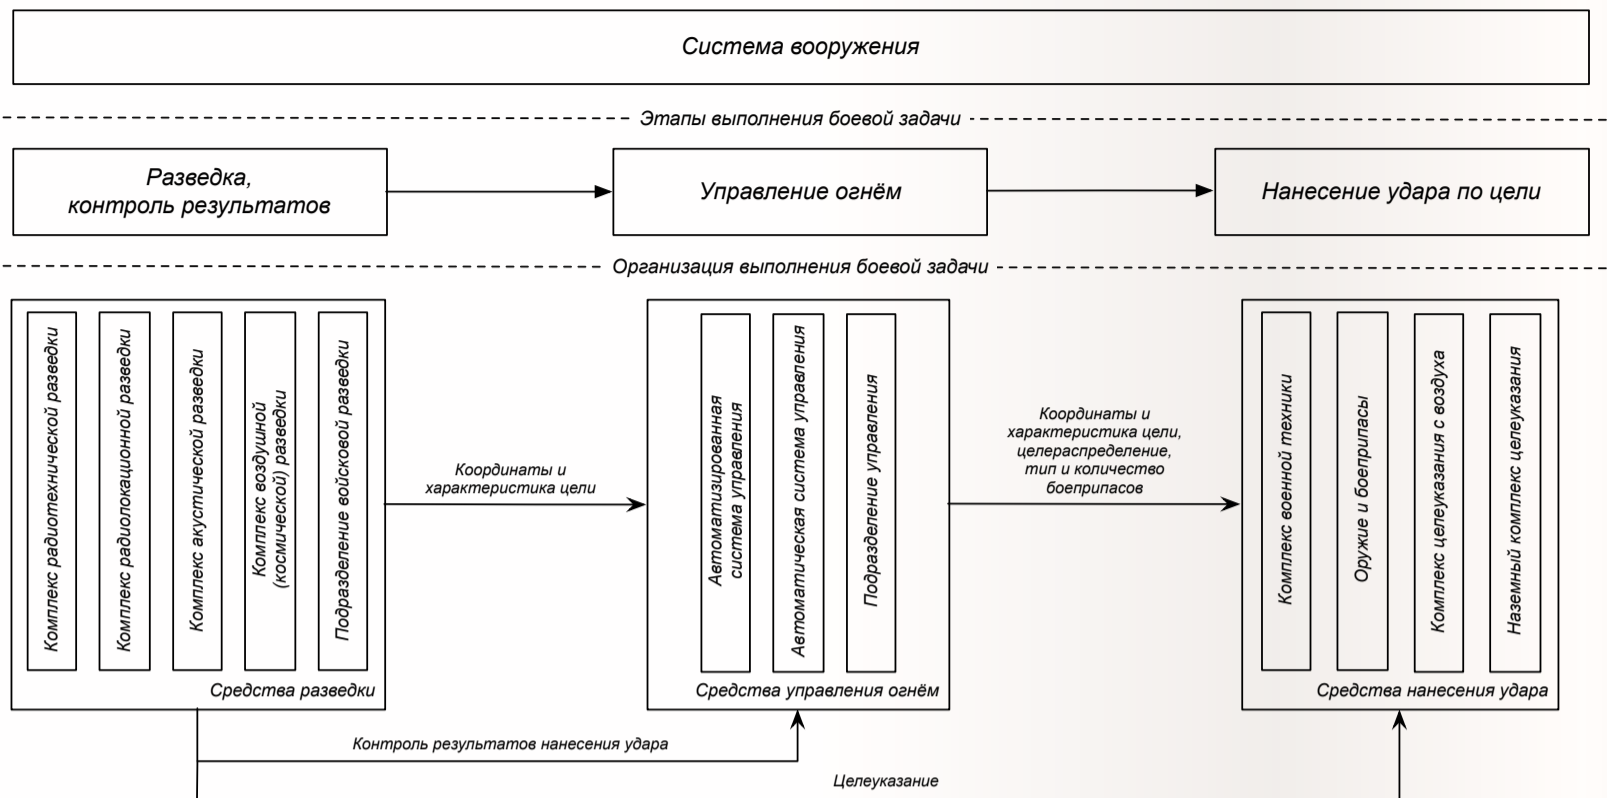 Система вооружения
Этапы выполнения боевой задачи
Разведка,
контроль результатов
Управление огнём
Нанесение удара по цели
Организация выполнения боевой задачи
Комплекс радиотехнической разведки
Комплекс радиолокационной разведки
Комплекс акустической разведки
Комплекс воздушной
(космической) разведки
Подразделение войсковой разведки
Средства разведки
Координаты и
характеристика цели
Автоматизированная
система управления
Автоматическая система управления
Подразделение управления
Средства управления огнём
Координаты и
характеристика цели,
целераспределение,
тип и количество
боеприпасов
Комплекс военной техники
Оружие и боеприпасы
Комплекс целеуказания с воздуха
Наземный комплекс целеуказания
Средства нанесения удара
Контроль результатов нанесения удара
Целеуказание